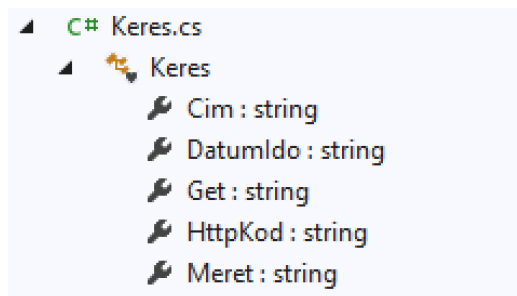 C# Keres.cs
Keres
Cim : string
DatumIdo : string
Get : string
HttpKod : string
Meret : string